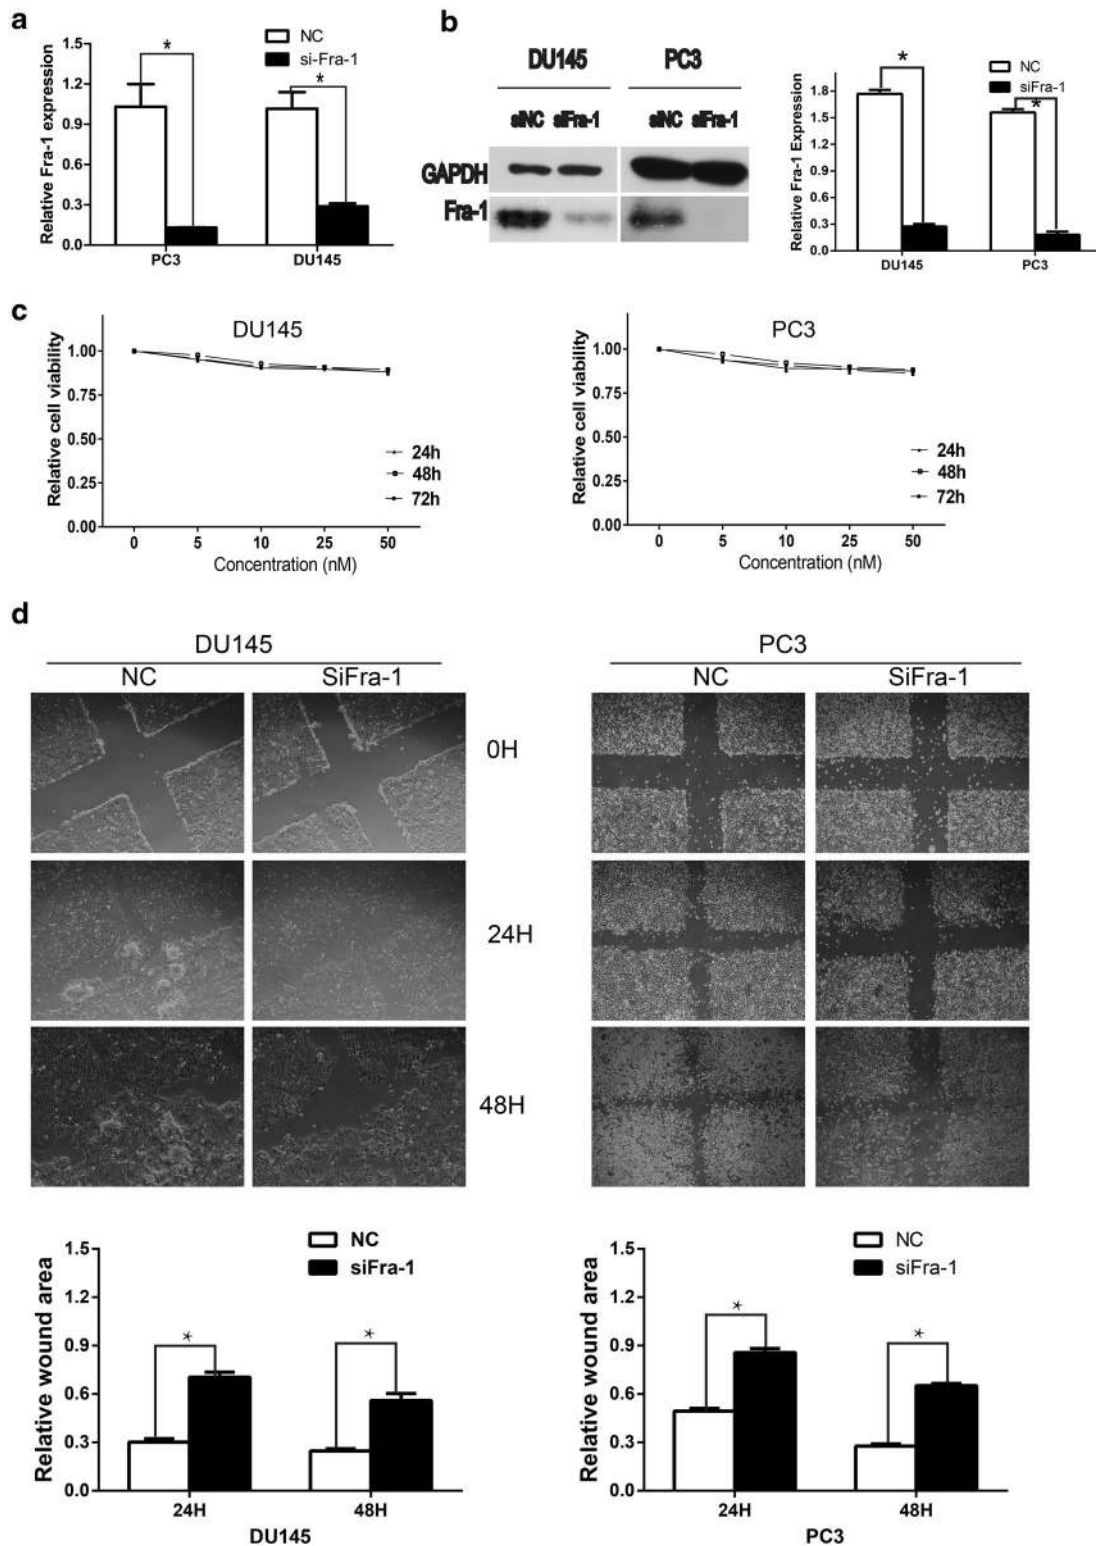 a
NC
si-Fra-1
*
*
Relative Fra-1 expression
1.5
1.2
0.9
0.6
0.3
0.0
PC3
DU145
b
DU145
PC3
siNC
siFra-1
siNC
siFra-1
GAPDH
Fra-1
NC
siFra-1
*
*
Relative Fra-1 Expression
1.8
1.5
1.2
0.9
0.6
0.3
0.0
DU145
PC3
c
DU145
Relative cell viability
1.00
0.75
0.50
0.25
0.00
24h
48h
72h
0 5 10 25 50
Concentration (nM)
PC3
Relative cell viability
1.00
0.75
0.50
0.25
0.00
24h
48h
72h
0 5 10 25 50
Concentration (nM)
d
DU145
NC
SiFra-1
PC3
NC
SiFra-1
0H
24H
48H
NC
siFra-1
*
*
Relative wound area
1.5
1.2
0.9
0.6
0.3
0.0
24H
48H
DU145
NC
siFra-1
*
*
Relative wound area
1.5
1.2
0.9
0.6
0.3
0.0
24H
48H
PC3